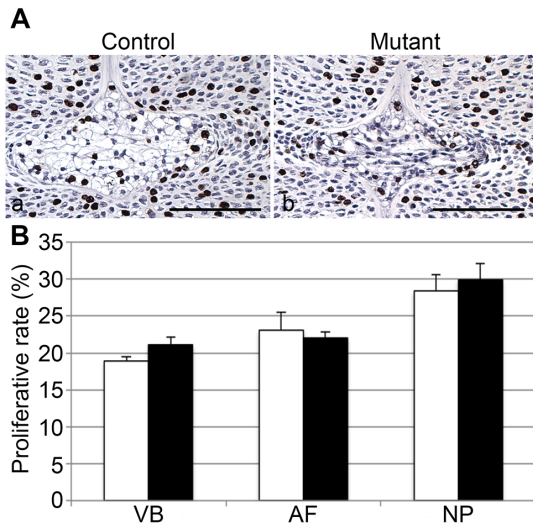 A
Control Mutant
a b
B
Proliferative rate (%)
35
30
25
20
15
10
5
0
VB AF NP